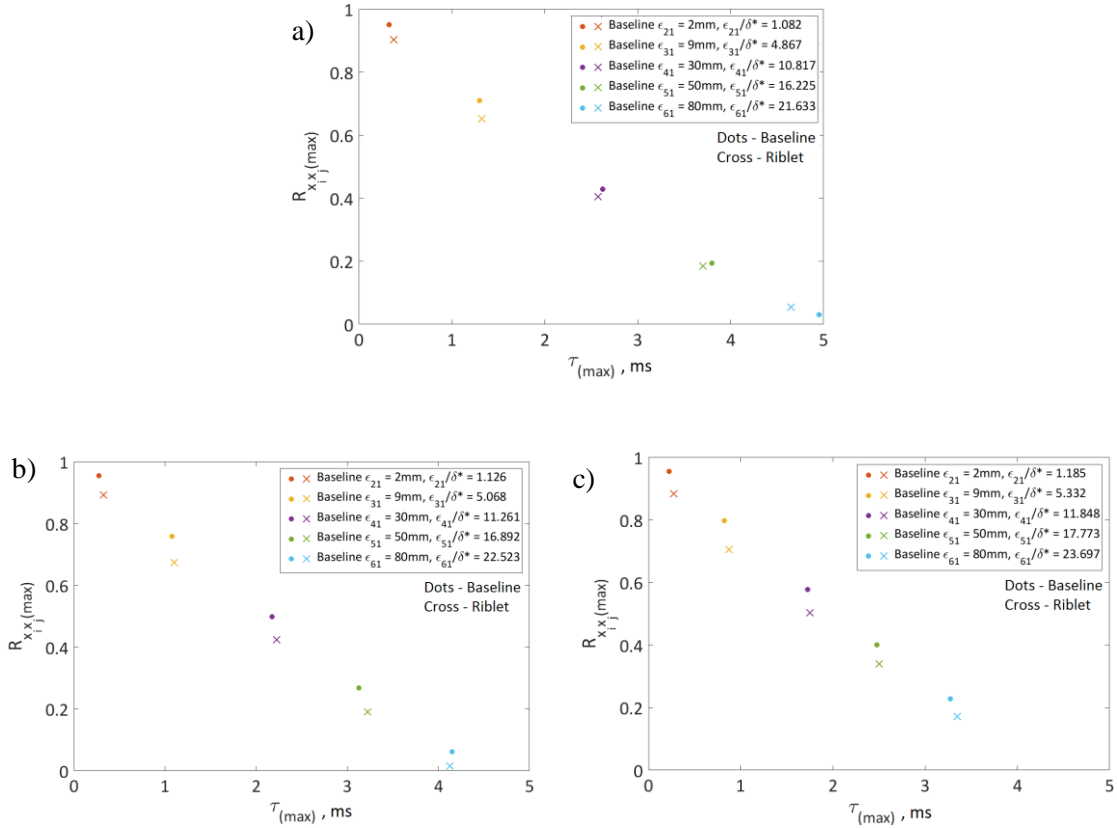 a)
1
0.8
0.6
0.4
0.2
0
R x_i x_j (max)
Baseline ϵ21 = 2mm, ϵ21/δ* = 1.082
Baseline ϵ31 = 9mm, ϵ31/δ* = 4.867
Baseline ϵ41 = 30mm, ϵ41/δ* = 10.817
Baseline ϵ51 = 50mm, ϵ51/δ* = 16.225
Baseline ϵ61 = 80mm, ϵ61/δ* = 21.633
Dots - Baseline
Cross - Riblet
0 1 2 3 4 5
τ(max) , ms
b)
1
0.8
0.6
0.4
0.2
0
R x_i x_j (max)
Baseline ϵ21 = 2mm, ϵ21/δ* = 1.126
Baseline ϵ31 = 9mm, ϵ31/δ* = 5.068
Baseline ϵ41 = 30mm, ϵ41/δ* = 11.261
Baseline ϵ51 = 50mm, ϵ51/δ* = 16.892
Baseline ϵ61 = 80mm, ϵ61/δ* = 22.523
Dots - Baseline
Cross - Riblet
0 1 2 3 4 5
τ(max) , ms
c)
1
0.8
0.6
0.4
0.2
0
R x_i x_j (max)
Baseline ϵ21 = 2mm, ϵ21/δ* = 1.185
Baseline ϵ31 = 9mm, ϵ31/δ* = 5.332
Baseline ϵ41 = 30mm, ϵ41/δ* = 11.848
Baseline ϵ51 = 50mm, ϵ51/δ* = 17.773
Baseline ϵ61 = 80mm, ϵ61/δ* = 23.697
Dots - Baseline
Cross - Riblet
0 1 2 3 4 5
τ(max) , ms